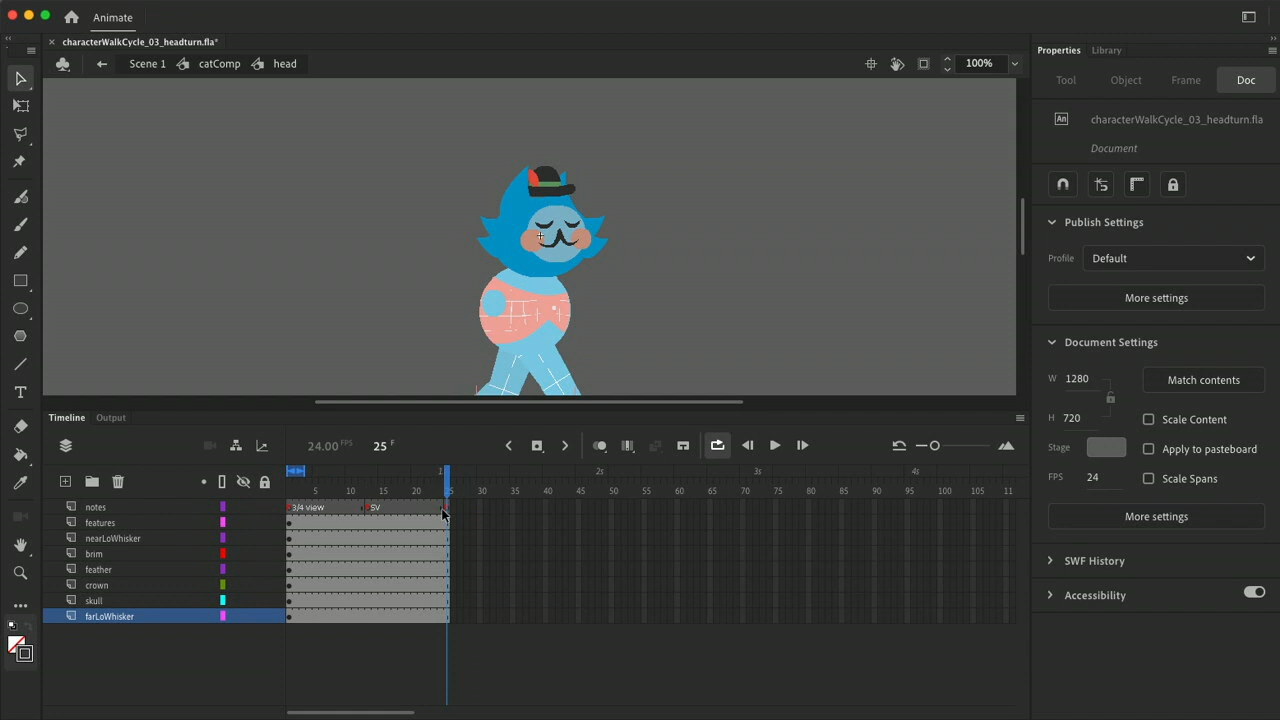 Animate
× characterWalkCycle_03_headturn.fla*
Scene 1 catComp head 100%
Properties Library
Tool Object Frame Doc
An characterWalkCycle_03_headturn.fla
Document
Publish Settings
Profile Default
More settings
Document Settings
W 1280 Match contents
H 720 Scale Content
Stage Apply to pasteboard
FPS 24 Scale Spans
More settings
SWF History
Accessibility
Timeline Output
24.00 FPS 25 F
2s 3s 4s
5 10 15 20 25 30 35 40 45 50 55 60 65 70 75 80 85 90 95 100 105 11
notes 3/4 view SV
features
nearLoWhisker
brim
feather
crown
skull
farLoWhisker